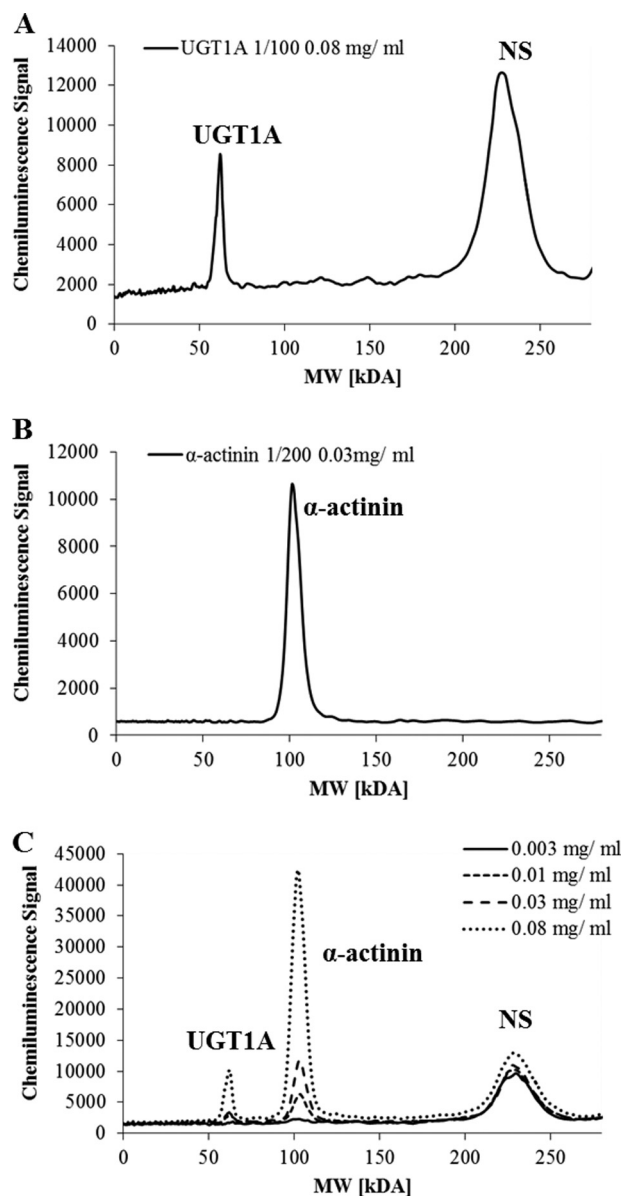 A
14000
12000
10000
8000
6000
4000
2000
0
Chemiluminescence Signal
UGT1A 1/100 0.08 mg/ ml
NS
UGT1A
0 50 100 150 200 250
MW [kDA]
B
12000
10000
8000
6000
4000
2000
0
Chemiluminescence Signal
α-actinin 1/200 0.03mg/ ml
α-actinin
0 50 100 150 200 250
MW [kDA]
C
45000
40000
35000
30000
25000
20000
15000
10000
5000
0
Chemiluminescence Signal
0.003 mg/ ml
0.01 mg/ ml
0.03 mg/ ml
0.08 mg/ ml
α-actinin
UGT1A
NS
0 50 100 150 200 250
MW [kDA]